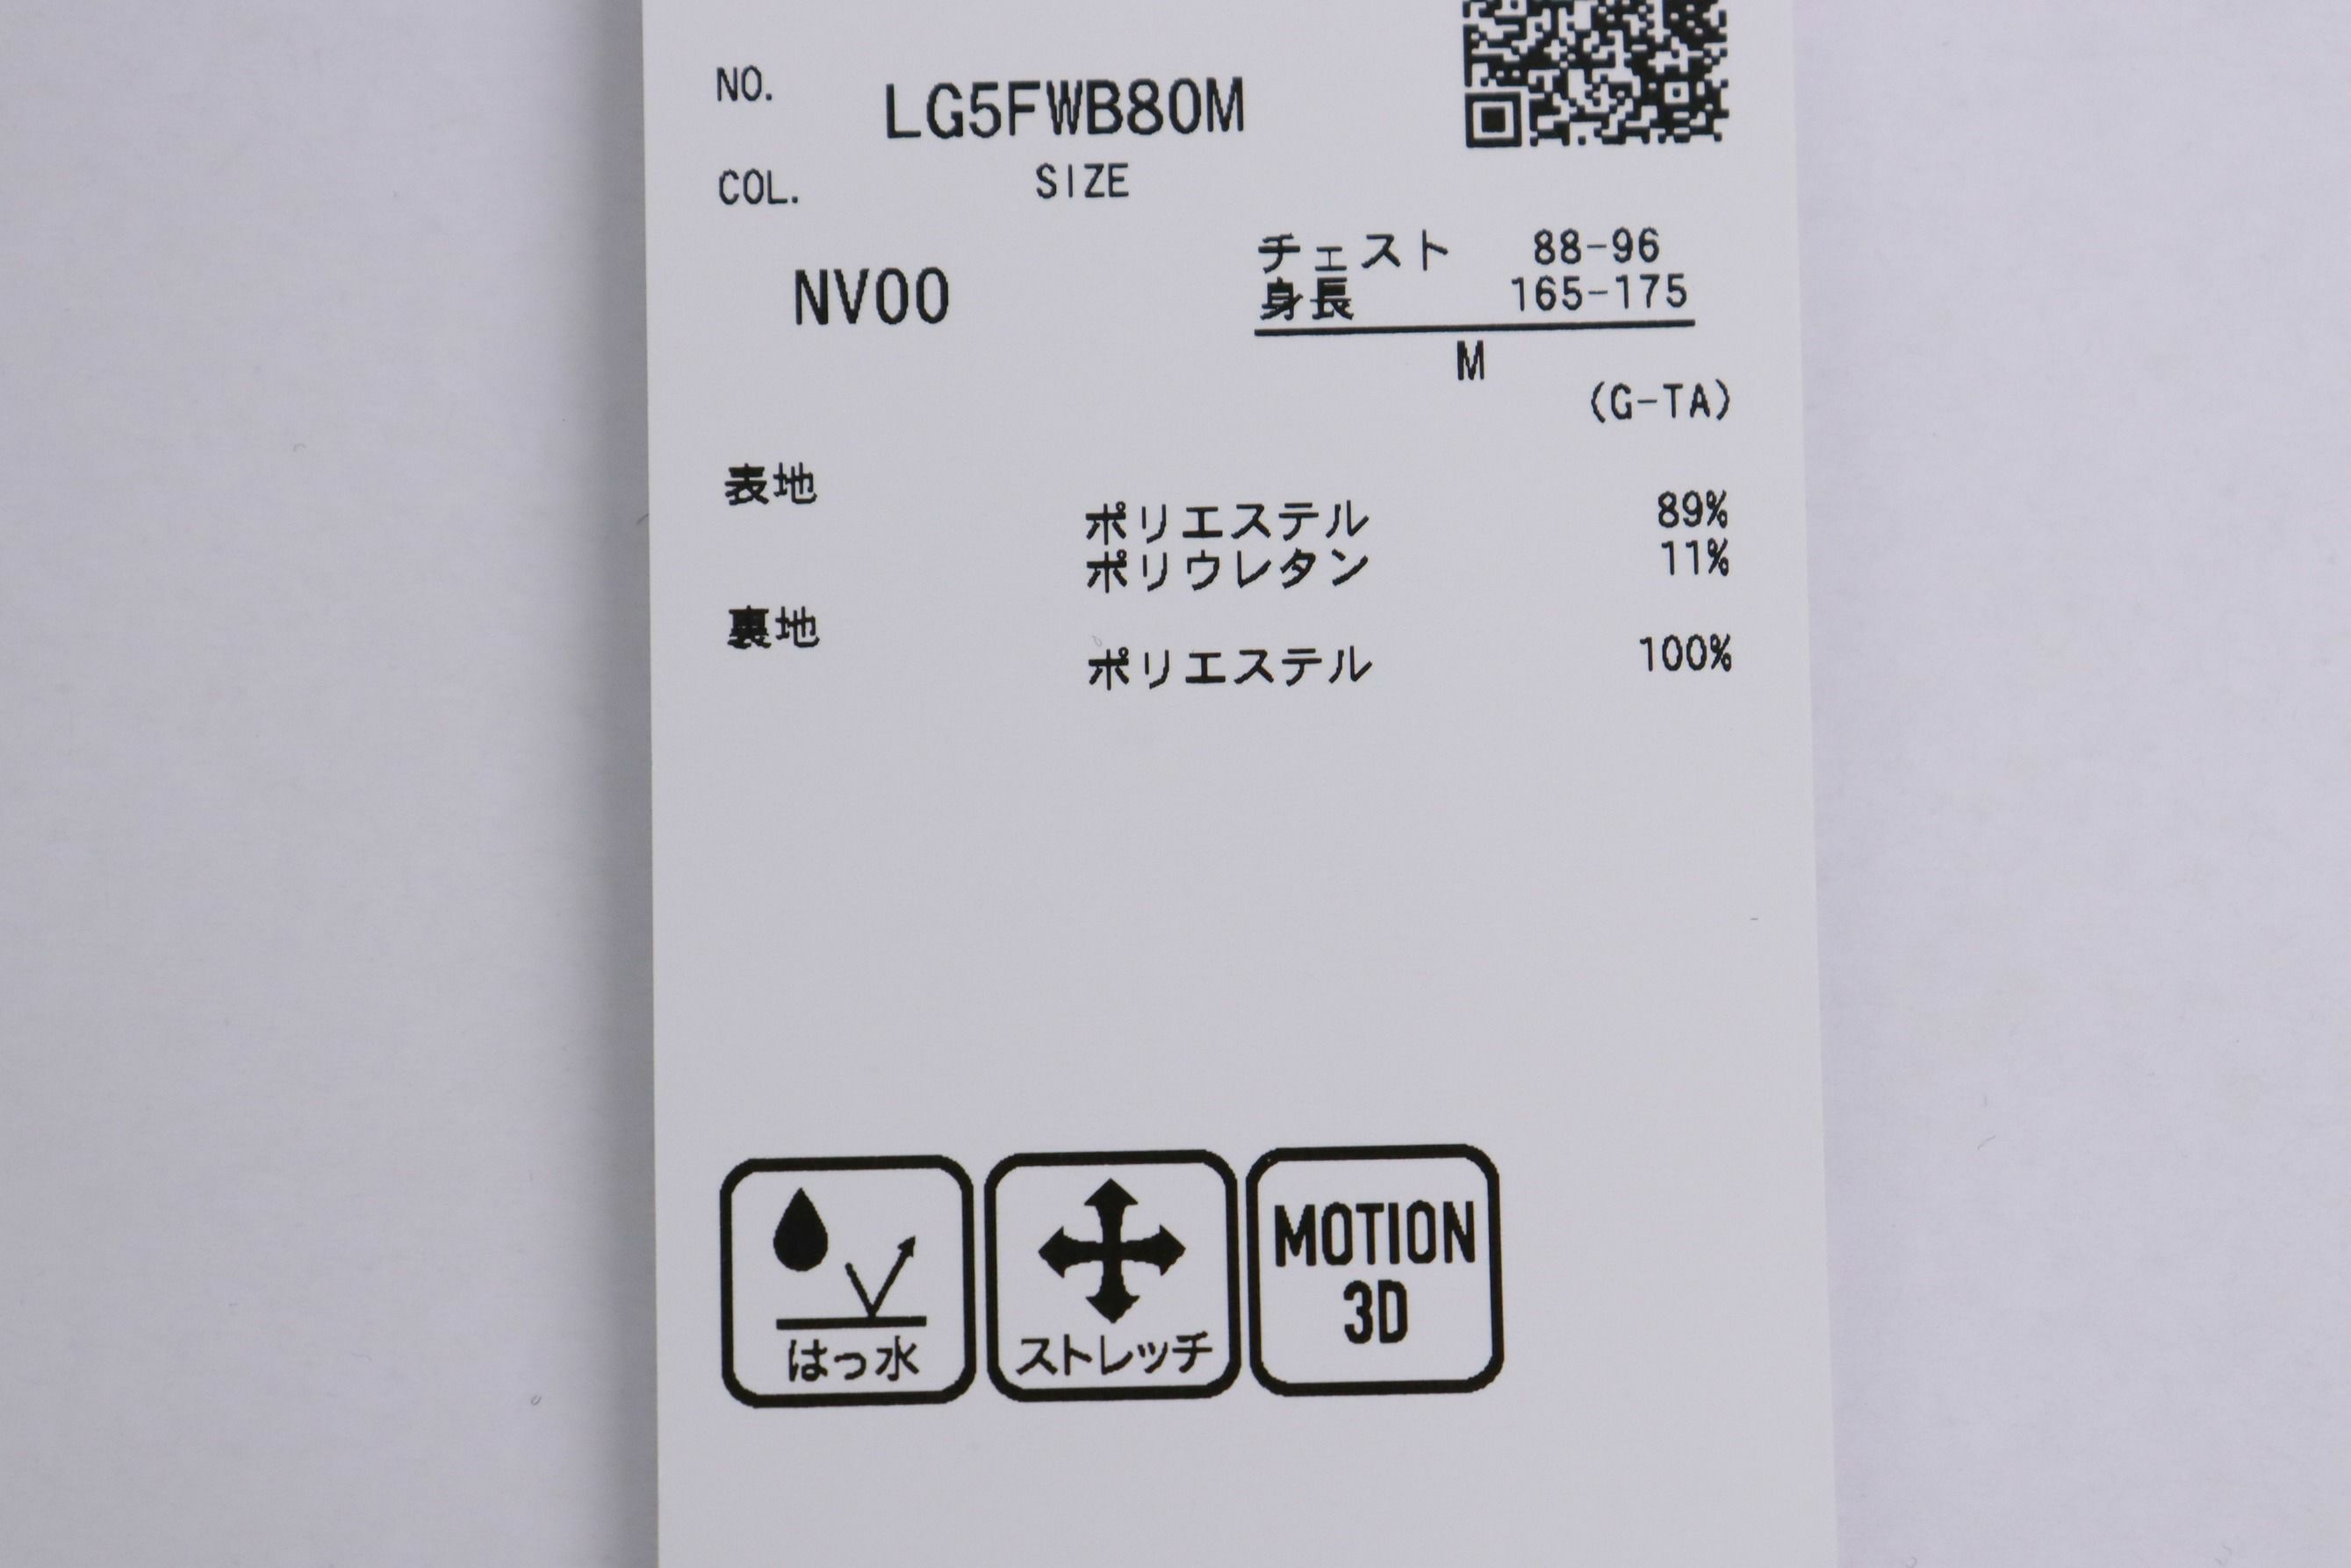 NO.
LG5FWB80M
COL.
SIZE
NV00
チェスト 88-96
身長 165-175
M
(G-TA)
表地
ポリエステル 89%
ポリウレタン 11%
裏地
ポリエステル 100%
はっ水
ストレッチ
MOTION
3D